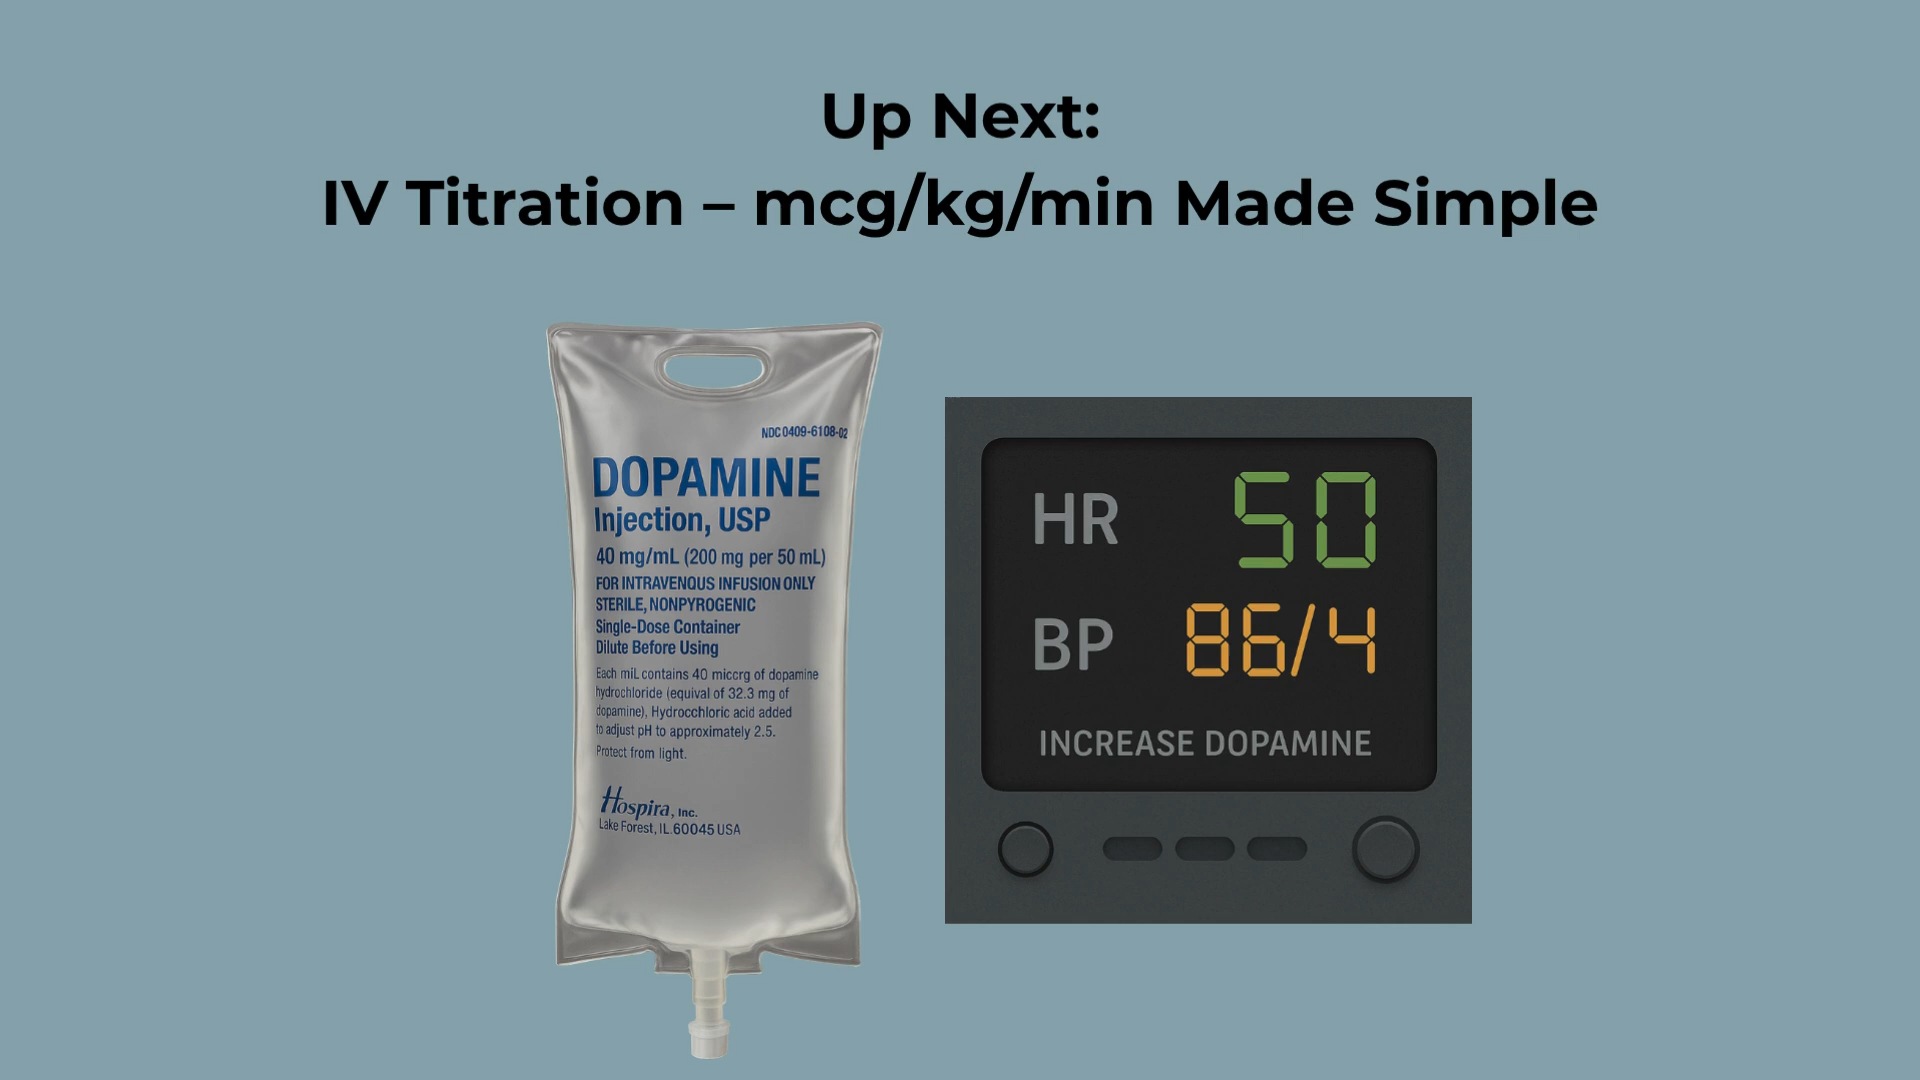 Up Next:
IV Titration – mcg/kg/min Made Simple
NDC 0409-6108-02
DOPAMINE
Injection, USP
40 mg/mL (200 mg per 50 mL)
FOR INTRAVENOUS INFUSION ONLY
STERILE, NONPYROGENIC
Single-Dose Container
Dilute Before Using
Each miL contains 40 miccrg of dopamine
hydrochloride (equival of 32.3 mg of
dopamine), Hydrocchloric acid added
to adjust pH to approximately 2.5.
Protect from light.
Hospira, Inc.
Lake Forest, IL.60045 USA
HR 50
BP 86/4
INCREASE DOPAMINE